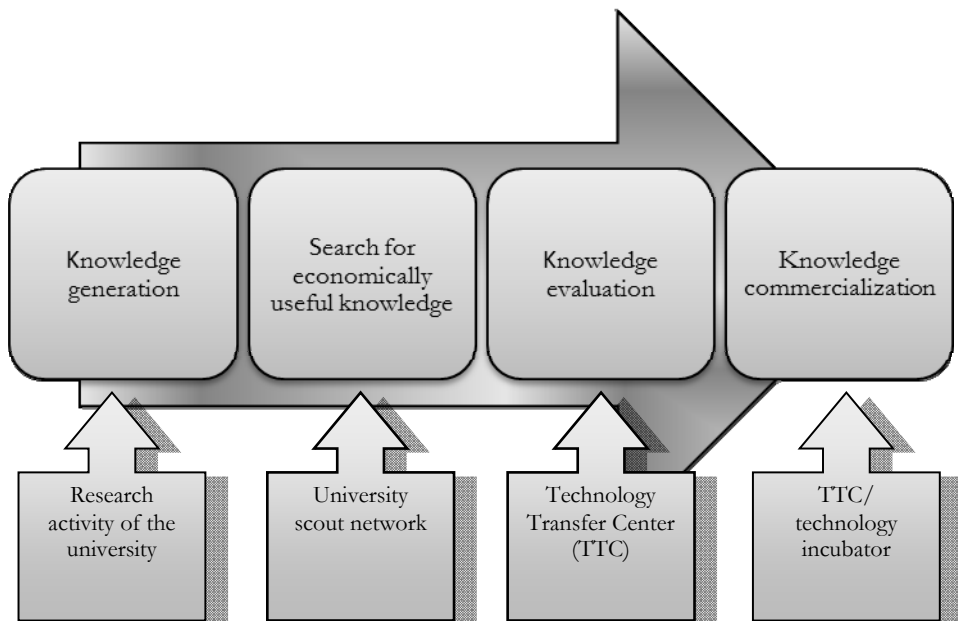 Knowledge
generation
Search for
economically
useful knowledge
Knowledge
evaluation
Knowledge
commercialization
Research
activity of the
university
University
scout network
Technology
Transfer Center
(TTC)
TTC/
technology
incubator